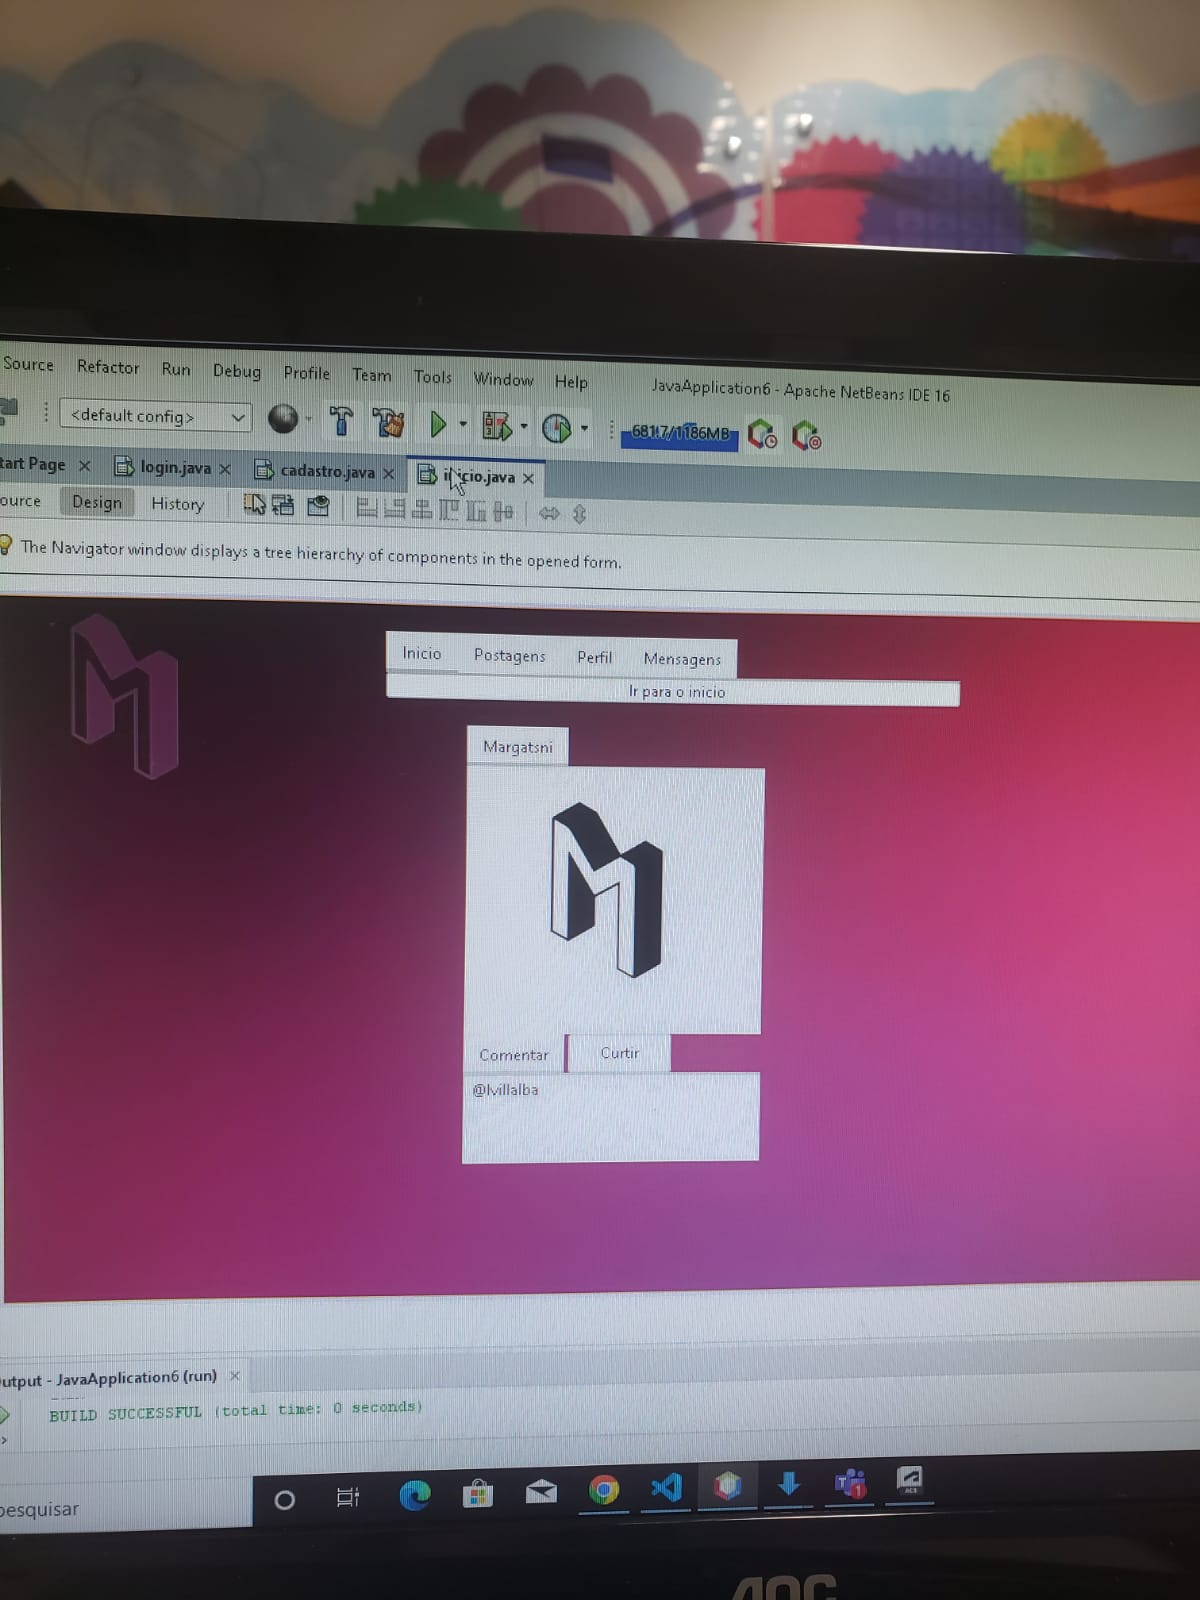 Source Refactor Run Debug Profile Team Tools Window Help JavaApplication6 - Apache NetBeans IDE 16
<default config> 681.7/1186MB
tart Page login.java cadastro.java inicio.java
ource Design History
The Navigator window displays a tree hierarchy of components in the opened form.
Inicio Postagens Perfil Mensagens
Ir para o inicio
Margatsni
Comentar Curtir
@lvillalba
utput - JavaApplication6 (run)
BUILD SUCCESSFUL (total time: 0 seconds)
pesquisar
AOC